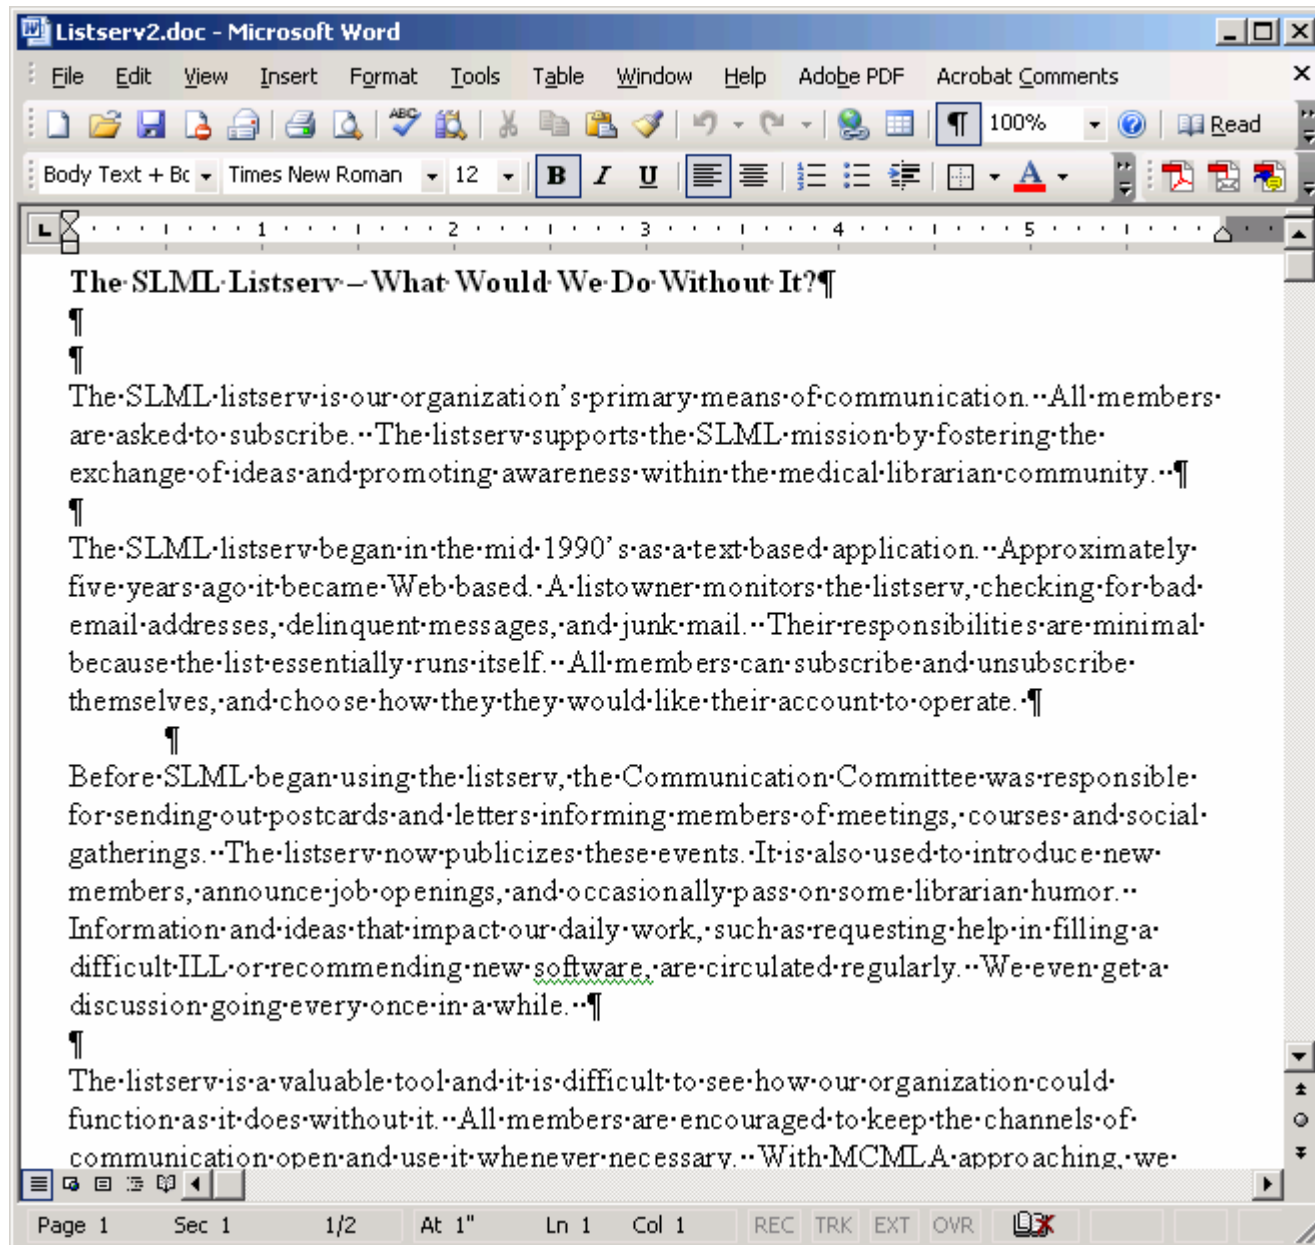 Listserv2.doc - Microsoft Word
File Edit View Insert Format Tools Table Window Help Adobe PDF Acrobat Comments
ABC ¶ 100% Read
Body Text + Bc Times New Roman 12 B I U A
1 2 3 4 5
The SLML Listserv – What Would We Do Without It?¶
¶
¶
The SLML listserv is our organization's primary means of communication.  All members
are asked to subscribe.  The listserv supports the SLML mission by fostering the
exchange of ideas and promoting awareness within the medical librarian community.  ¶
¶
The SLML listserv began in the mid 1990's as a text based application.  Approximately
five years ago it became Web based. A listowner monitors the listserv, checking for bad
email addresses, delinquent messages, and junk mail.  Their responsibilities are minimal
because the list essentially runs itself.  All members can subscribe and unsubscribe
themselves, and choose how they they would like their account to operate. ¶
¶
Before SLML began using the listserv, the Communication Committee was responsible
for sending out postcards and letters informing members of meetings, courses and social
gatherings.  The listserv now publicizes these events. It is also used to introduce new
members, announce job openings, and occasionally pass on some librarian humor.
Information and ideas that impact our daily work, such as requesting help in filling a
difficult ILL or recommending new software, are circulated regularly.  We even get a
discussion going every once in a while.  ¶
¶
The listserv is a valuable tool and it is difficult to see how our organization could
function as it does without it.  All members are encouraged to keep the channels of
communication open and use it whenever necessary.  With MCMLA approaching, we
Page 1 Sec 1 1/2 At 1" Ln 1 Col 1 REC TRK EXT OVR